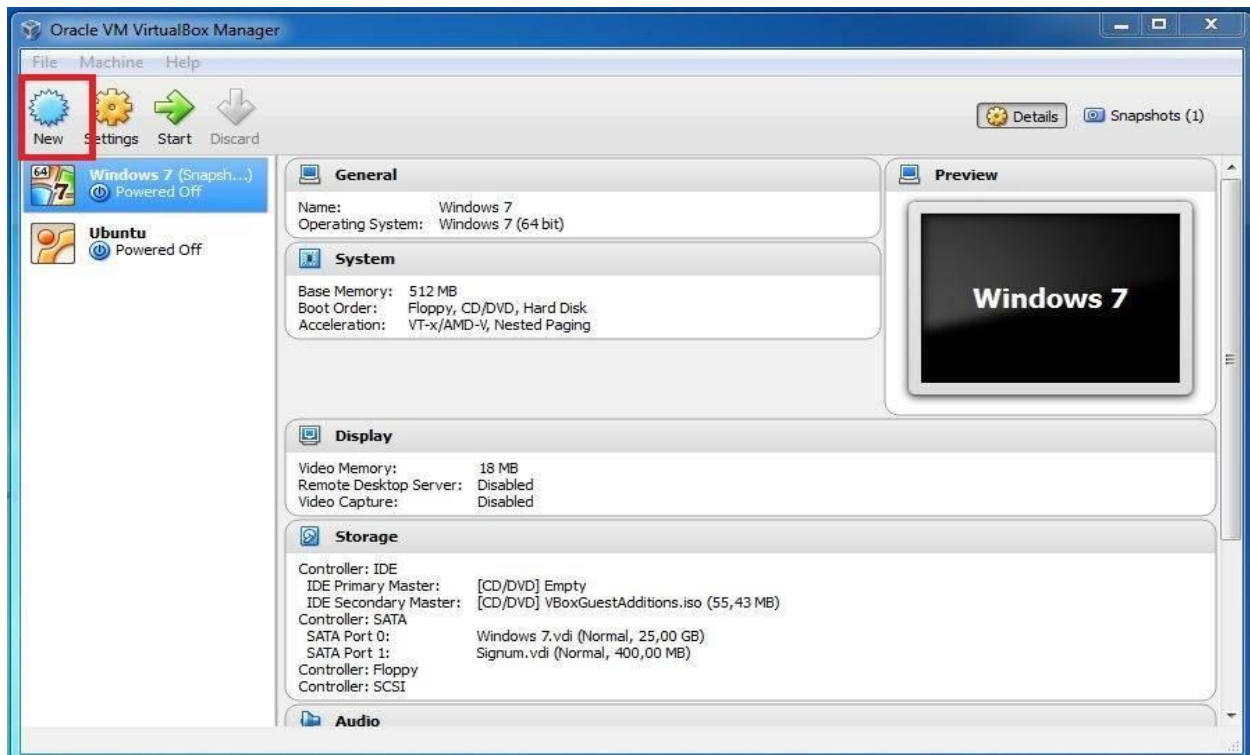 Oracle VM VirtualBox Manager
File Machine Help
New Settings Start Discard
Details Snapshots (1)
64 7 Windows 7 (Snapsh...)
Powered Off
Ubuntu
Powered Off
General
Name: Windows 7
Operating System: Windows 7 (64 bit)
System
Base Memory: 512 MB
Boot Order: Floppy, CD/DVD, Hard Disk
Acceleration: VT-x/AMD-V, Nested Paging
Preview
Windows 7
Display
Video Memory: 18 MB
Remote Desktop Server: Disabled
Video Capture: Disabled
Storage
Controller: IDE
IDE Primary Master: [CD/DVD] Empty
IDE Secondary Master: [CD/DVD] VBoxGuestAdditions.iso (55,43 MB)
Controller: SATA
SATA Port 0: Windows 7.vdi (Normal, 25,00 GB)
SATA Port 1: Signum.vdi (Normal, 400,00 MB)
Controller: Floppy
Controller: SCSI
Audio